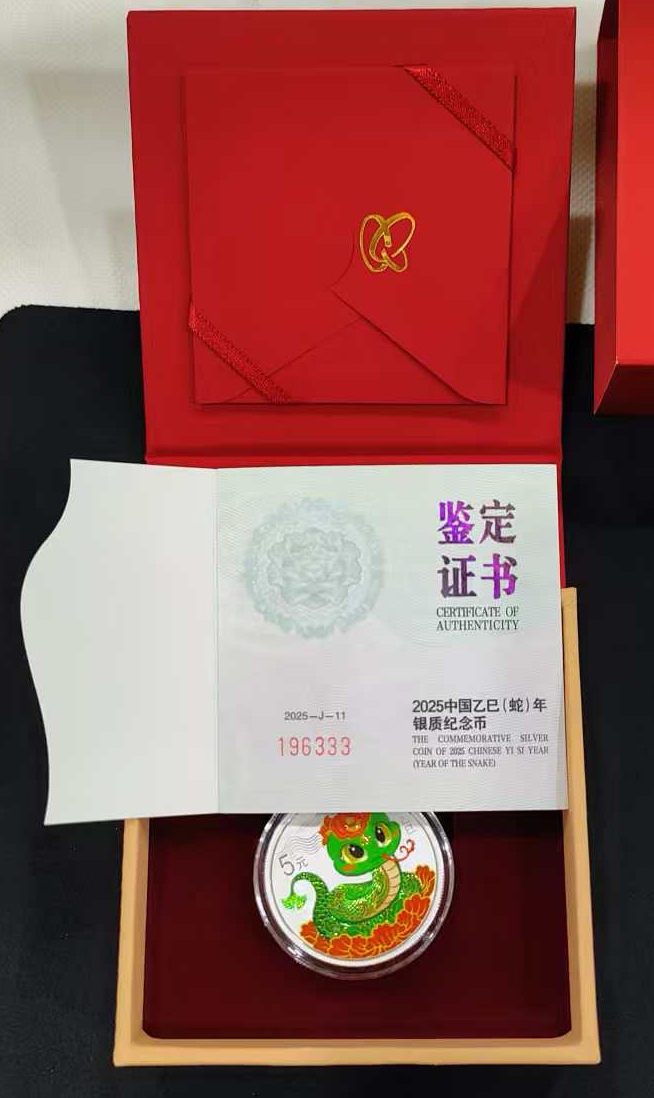 鉴定
证书
CERTIFICATE OF
AUTHENTICITY
2025—J—11
196333
2025中国乙巳(蛇)年
银质纪念币
THE COMMEMORATIVE SILVER
COIN OF 2025 CHINESE YI SI YEAR
(YEAR OF THE SNAKE)
5元